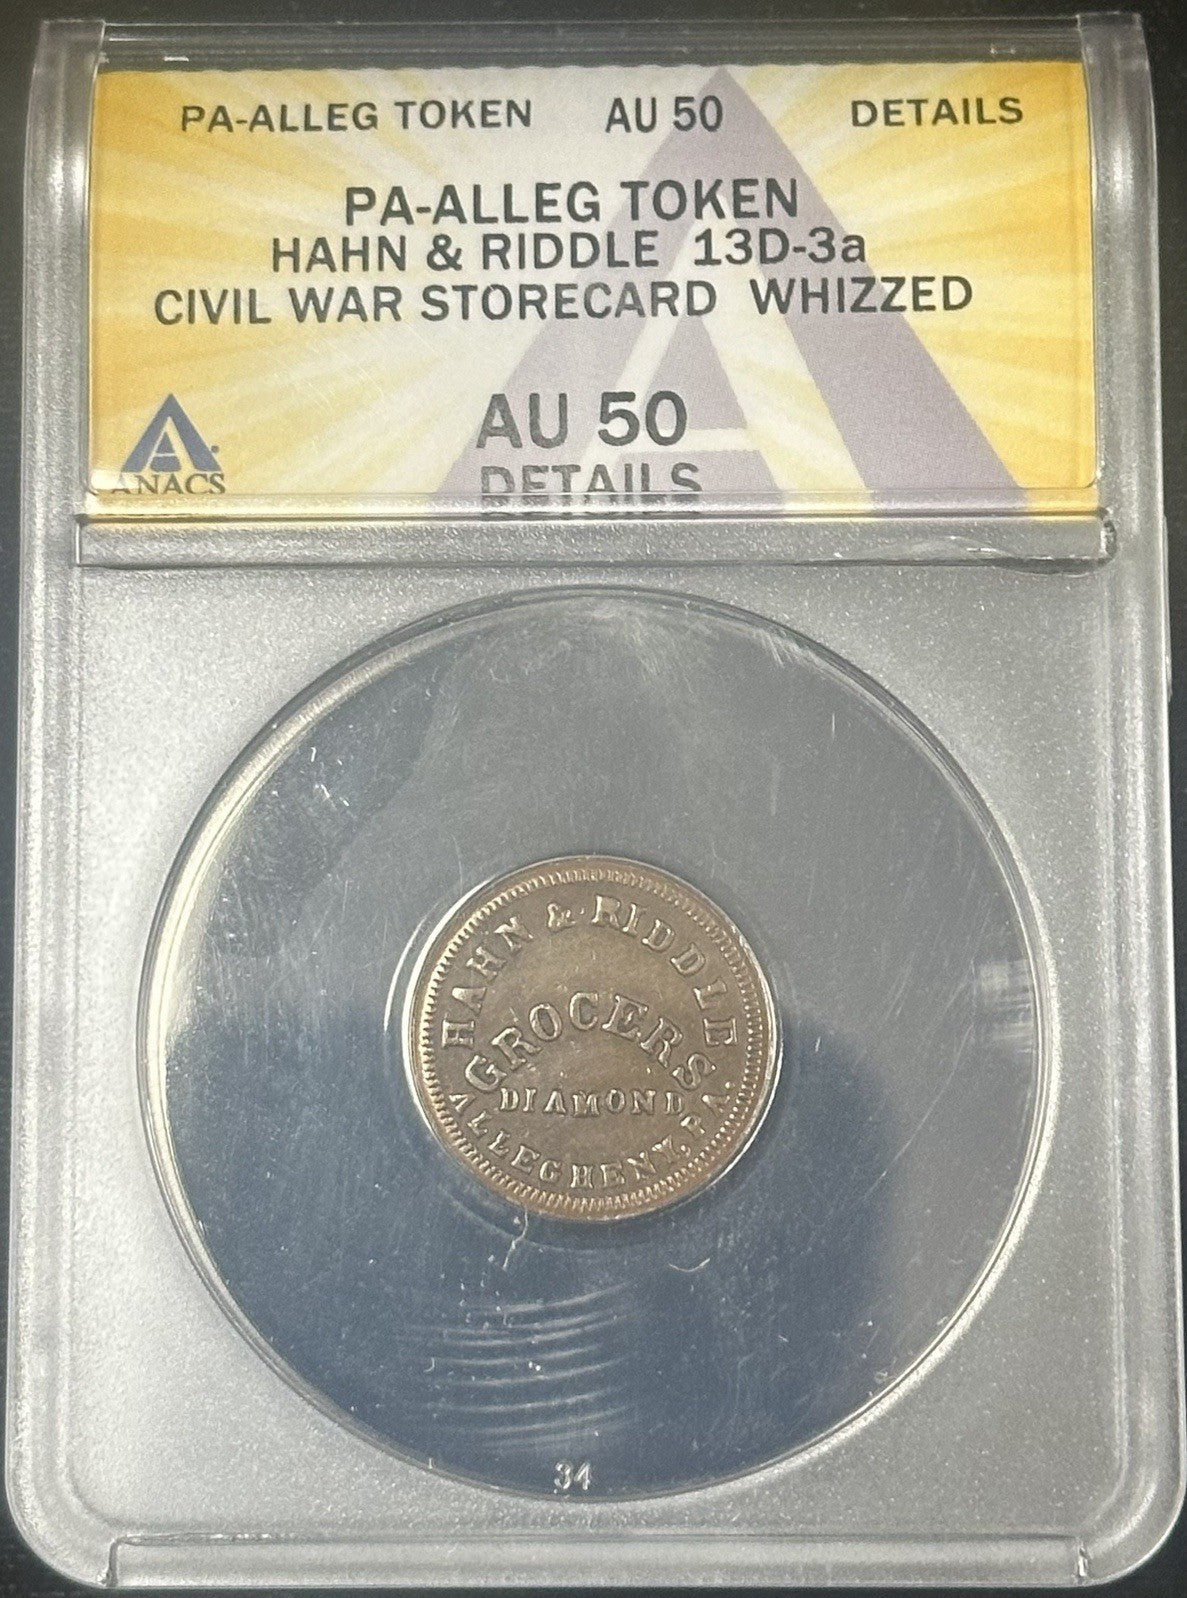 PA-ALLEG TOKEN AU 50 DETAILS
PA-ALLEG TOKEN
HAHN & RIDDLE 13D-3a
CIVIL WAR STORECARD WHIZZED
AU 50
DETAILS
ANACS
HAHN & RIDDLE
GROCERS
DIAMOND
ALLEGHENY, PA.
34